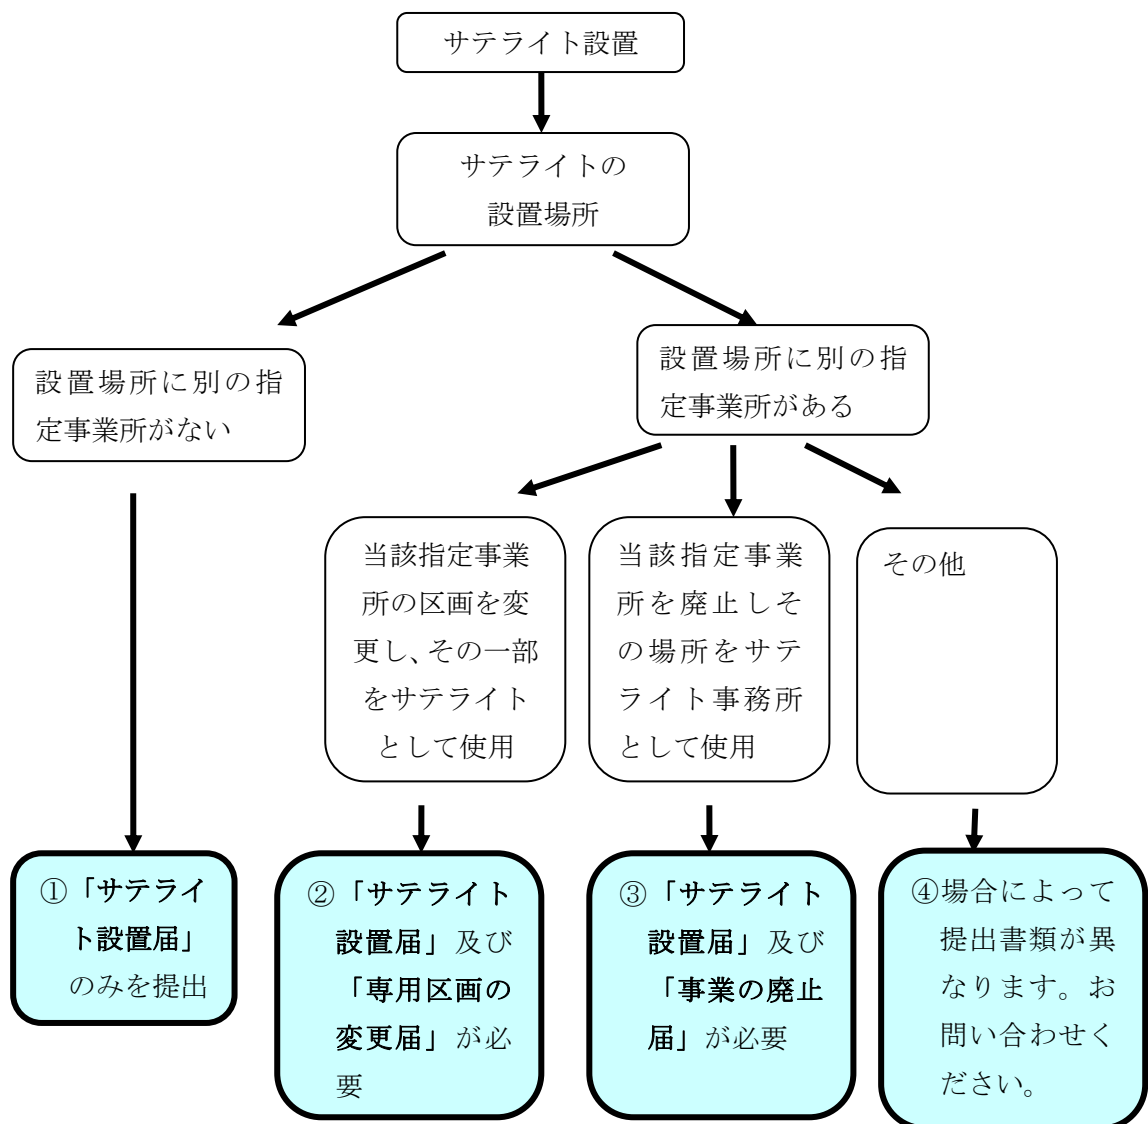 サテライト設置
サテライトの
設置場所
設置場所に別の指
定事業所がない
設置場所に別の指
定事業所がある
当該指定事業
所の区画を変
更し、その一部
をサテライト
として使用
当該指定事業
所を廃止しそ
の場所をサテ
ライト事務所
として使用
その他
①「サテライ
ト設置届」
のみを提出
②「サテライト
設置届」及び
「専用区画の
変更届」が必
要
③「サテライト
設置届」及び
「事業の廃止
届」が必要
④場合によって
提出書類が異
なります。お
問い合わせく
ださい。